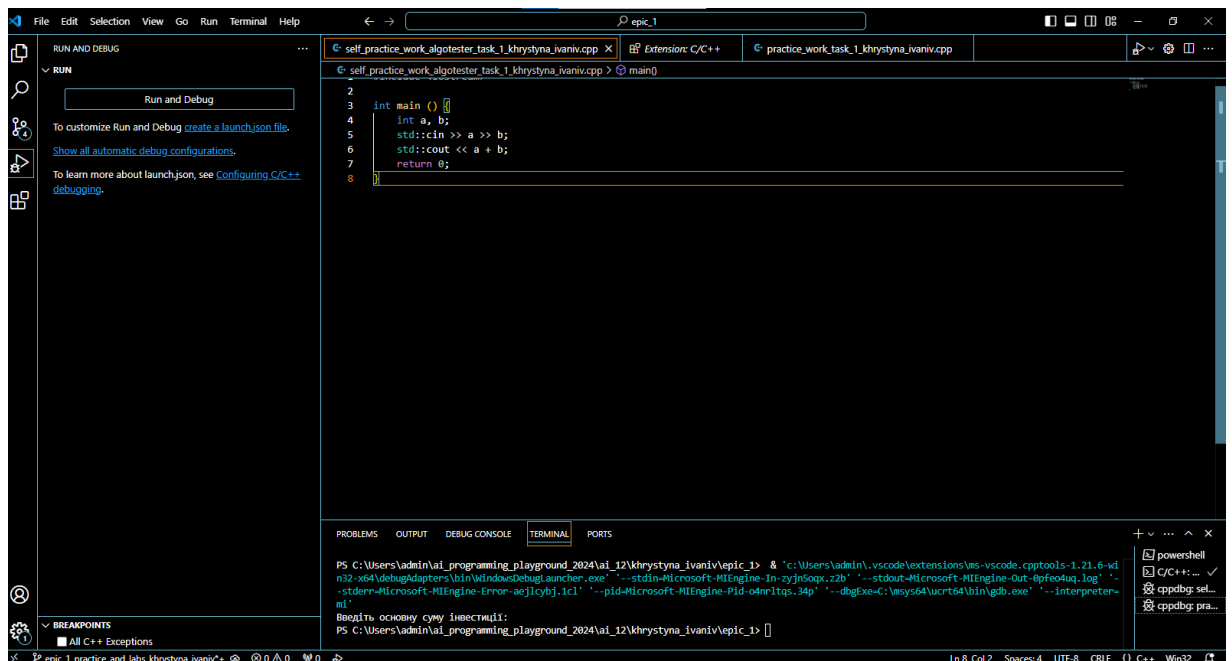 File Edit Selection View Go Run Terminal Help
epic_1
RUN AND DEBUG
self_practice_work_algotester_task_1_khrystyna_ivaniv.cpp
Extension: C/C++
practice_work_task_1_khrystyna_ivaniv.cpp
RUN
self_practice_work_algotester_task_1_khrystyna_ivaniv.cpp > main()
Run and Debug
To customize Run and Debug create a launch.json file.
Show all automatic debug configurations.
To learn more about launch.json, see Configuring C/C++
debugging.
4
2
3 int main () {
4 int a, b;
5 std::cin >> a >> b;
6 std::cout << a + b;
7 return 0;
8 }
PROBLEMS OUTPUT DEBUG CONSOLE TERMINAL PORTS
PS C:\Users\admin\ai_programming_playground_2024\ai_12\khrystyna_ivaniv\epic_1> & 'c:\Users\admin\.vscode\extensions\ms-vscode.cpptools-1.21.6-wi
n32-x64\debugAdapters\bin\WindowsDebugLauncher.exe' '--stdin=Microsoft-MIEngine-In-zyjn5oqx.z2b' '--stdout=Microsoft-MIEngine-Out-0pfeo4uq.log' '-
-stderr=Microsoft-MIEngine-Error-aejlcybj.1cl' '--pid=Microsoft-MIEngine-Pid-o4nrltqs.34p' '--dbgExe=C:\msys64\ucrt64\bin\gdb.exe' '--interpreter=
mi'
Введіть основну суму інвестиції:
PS C:\Users\admin\ai_programming_playground_2024\ai_12\khrystyna_ivaniv\epic_1>
powershell
C/C++: ...
cppdbg: sel...
cppdbg: pra...
1
BREAKPOINTS
All C++ Exceptions
epic_1_practice_and_labs_khrystyna_ivaniv*+ 0 0 0
Ln 8, Col 2 Spaces: 4 UTF-8 CRLF {} C++ Win32